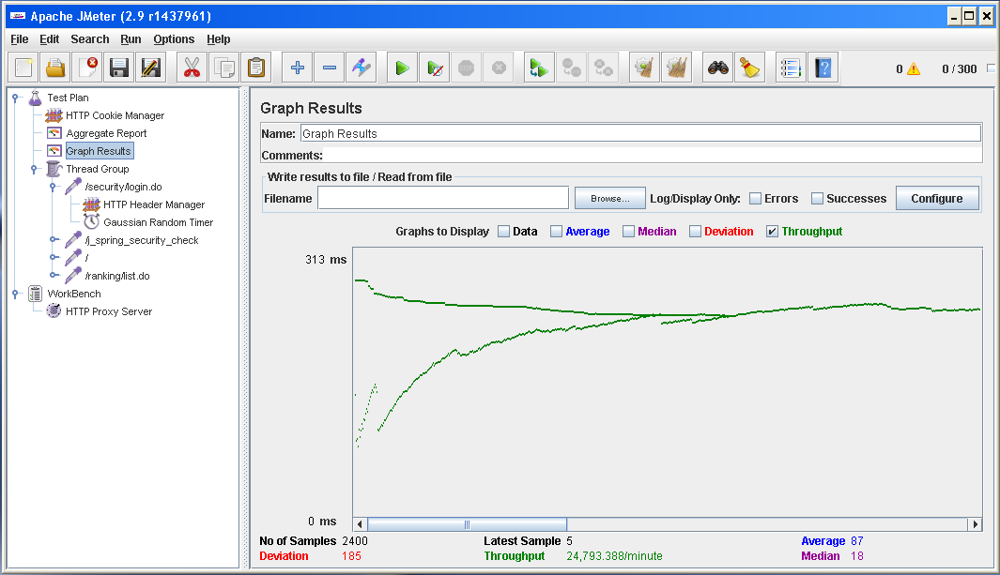 Apache JMeter (2.9 r1437961)
File Edit Search Run Options Help
0 0 / 300
Test Plan
HTTP Cookie Manager
Aggregate Report
Graph Results
Thread Group
/security/login.do
HTTP Header Manager
Gaussian Random Timer
/j_spring_security_check
/
/ranking/list.do
WorkBench
HTTP Proxy Server
Graph Results
Name: Graph Results
Comments:
Write results to file / Read from file
Filename Browse... Log/Display Only: Errors Successes Configure
Graphs to Display Data Average Median Deviation Throughput
313 ms
0 ms
No of Samples 2400 Latest Sample 5 Average 87
Deviation 185 Throughput 24,793.388/minute Median 18